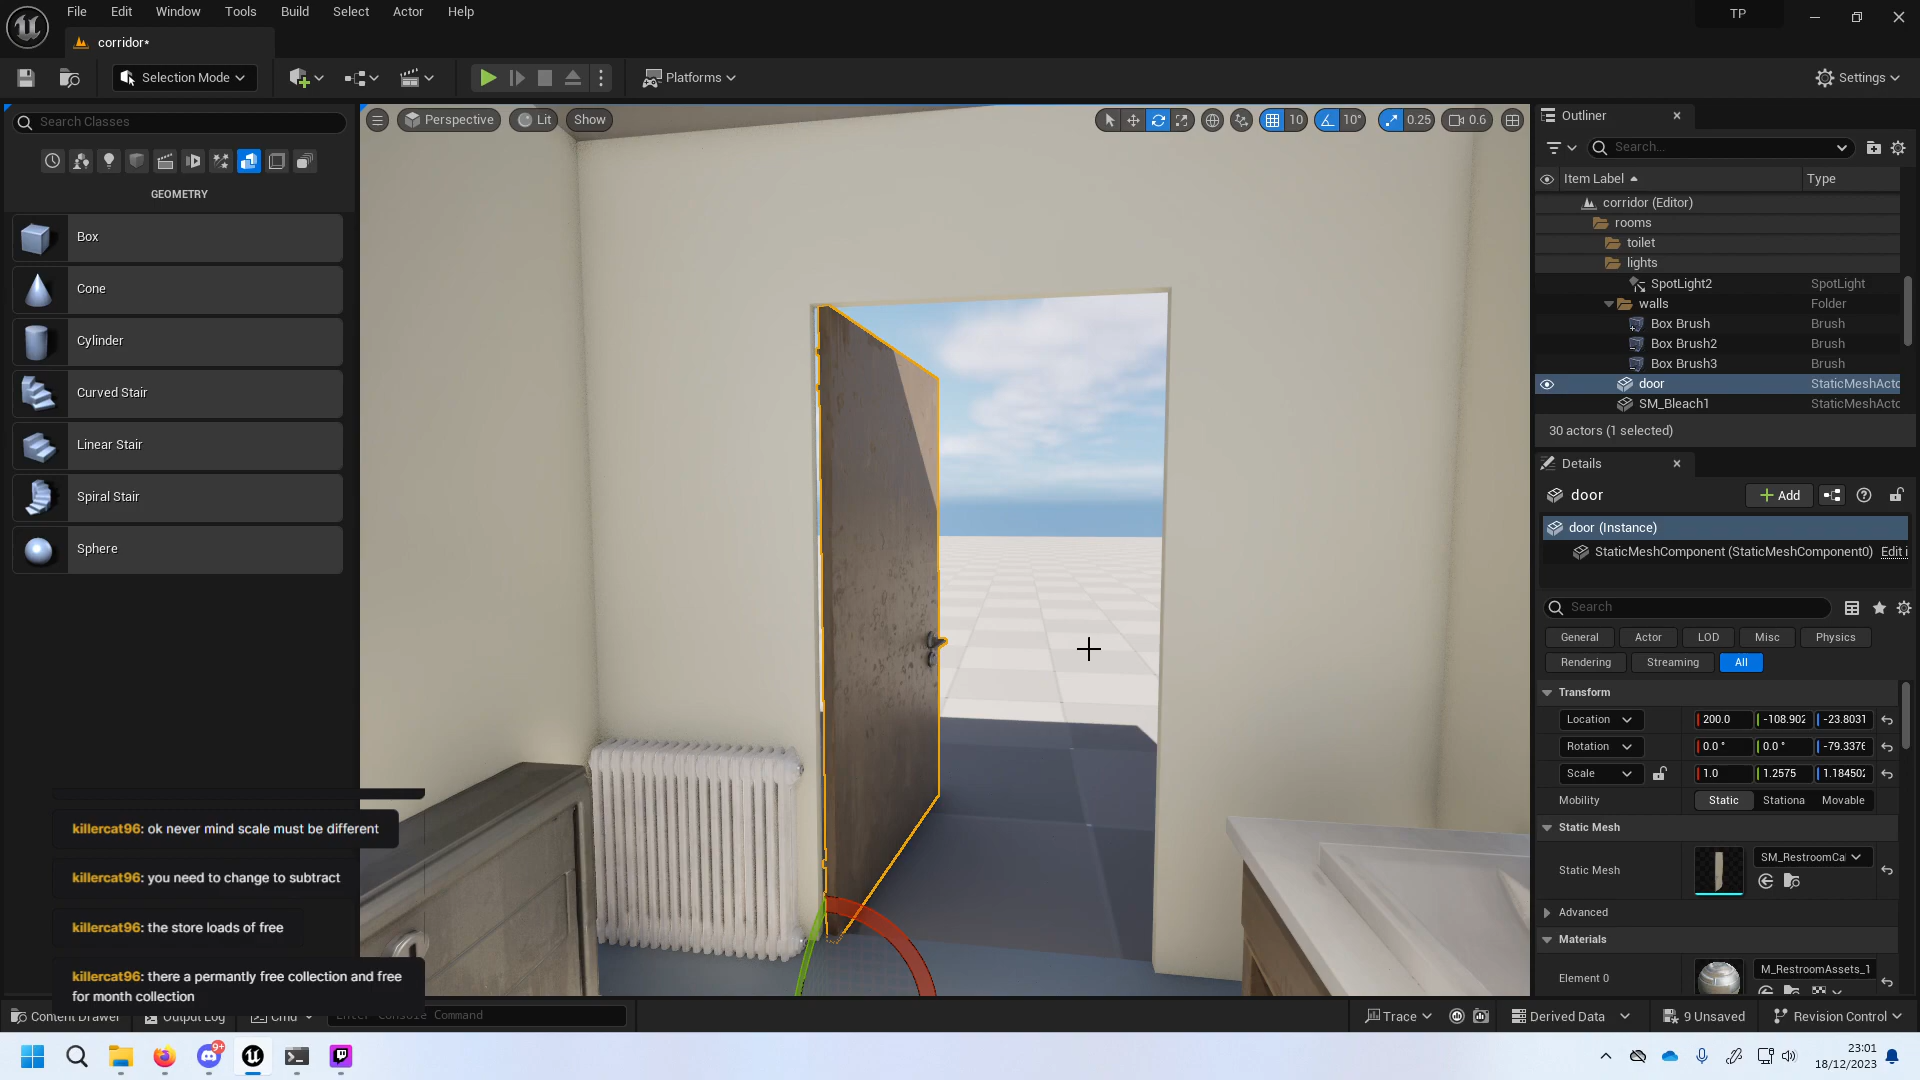 File Edit Window Tools Build Select Actor Help
TP
corridor*
Selection Mode
Platforms
Settings
Search Classes
GEOMETRY
Box
Cone
Cylinder
Curved Stair
Linear Stair
Spiral Stair
Sphere
Perspective Lit Show
10 10° 0.25 0.6
Outliner
Search...
Item Label Type
corridor (Editor)
rooms
toilet
lights
SpotLight2 SpotLight
walls Folder
Box Brush Brush
Box Brush2 Brush
Box Brush3 Brush
door StaticMeshActo
SM_Bleach1 StaticMeshActo
30 actors (1 selected)
Details
door
Add
door (Instance)
StaticMeshComponent (StaticMeshComponent0) Edit i
Search
General Actor LOD Misc Physics
Rendering Streaming All
Transform
Location 200.0 -108.902 -23.8031
Rotation 0.0 ° 0.0 ° -79.3376
Scale 1.0 1.2575 1.184502
Mobility Static Stationa Movable
Static Mesh
Static Mesh SM_RestroomCa
Advanced
Materials
Element 0 M_RestroomAssets_1
killercat96: ok never mind scale must be different
killercat96: you need to change to subtract
killercat96: the store loads of free
killercat96: there a permantly free collection and free
for month collection
Content Drawer Output Log Cmd Enter Console Command
Trace Derived Data 9 Unsaved Revision Control
9+
23:01
18/12/2023